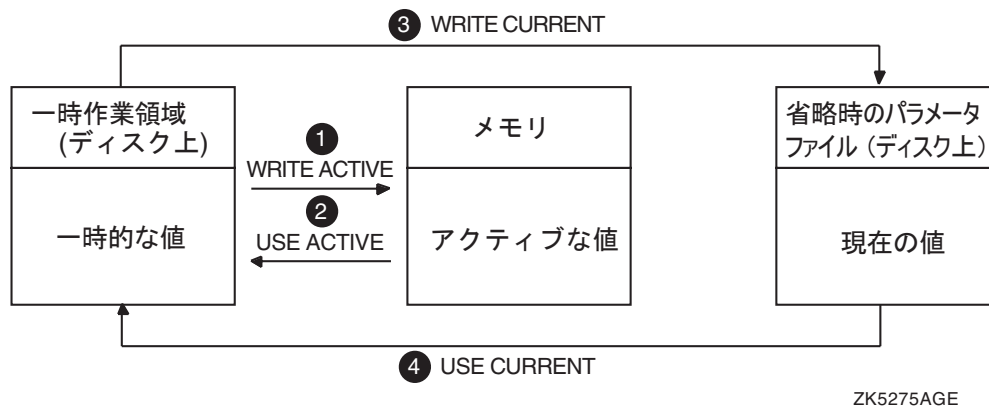 3 WRITE CURRENT
一時作業領域
(ディスク上)
1
WRITE ACTIVE
2
USE ACTIVE
一時的な値
メモリ
アクティブな値
省略時のパラメータ
ファイル (ディスク上)
現在の値
4 USE CURRENT
ZK5275AGE